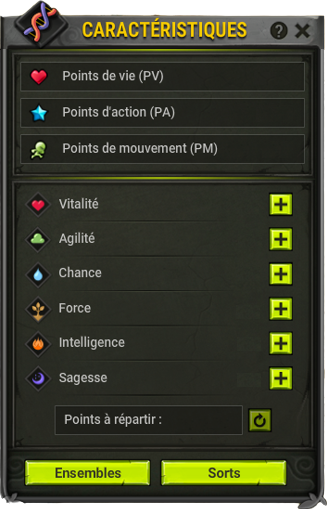 CARACTÉRISTIQUES
Points de vie (PV)
Points d'action (PA)
Points de mouvement (PM)
Vitalité
Agilité
Chance
Force
Intelligence
Sagesse
Points à répartir :
Ensembles
Sorts